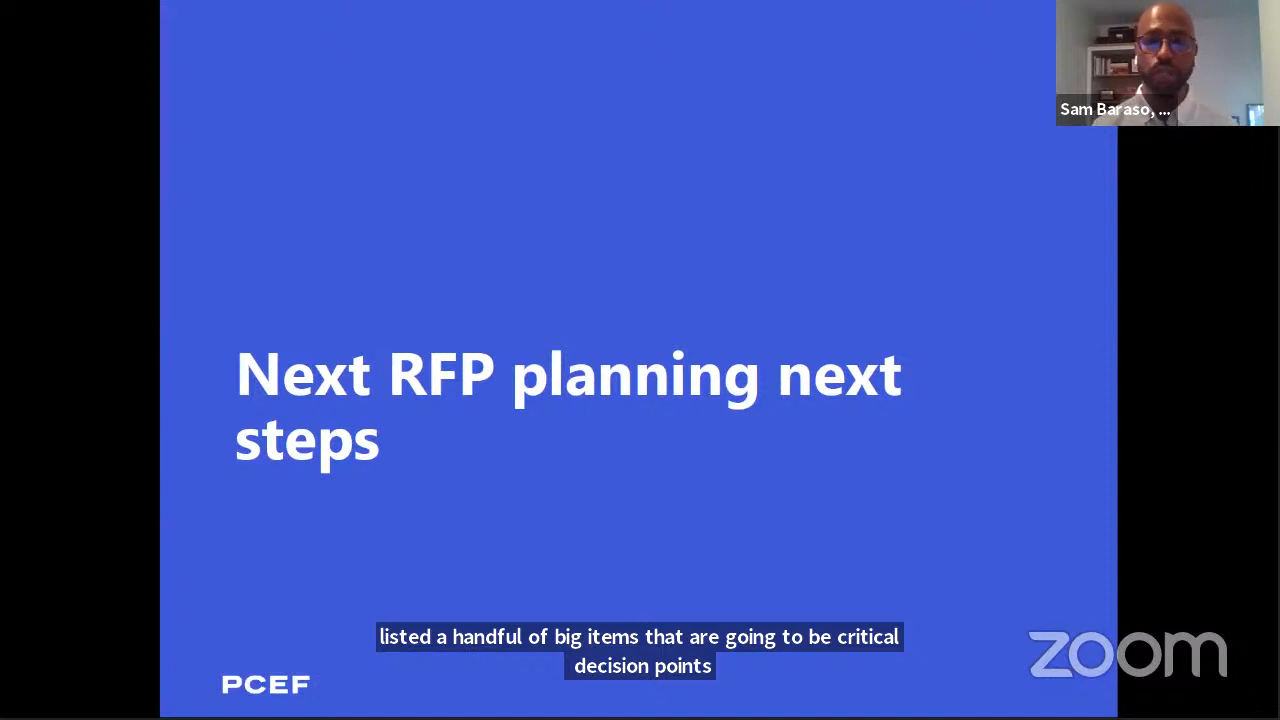 Sam Baraso, ...
Next RFP planning next
steps
listed a handful of big items that are going to be critical
decision points
PCEF
zoom